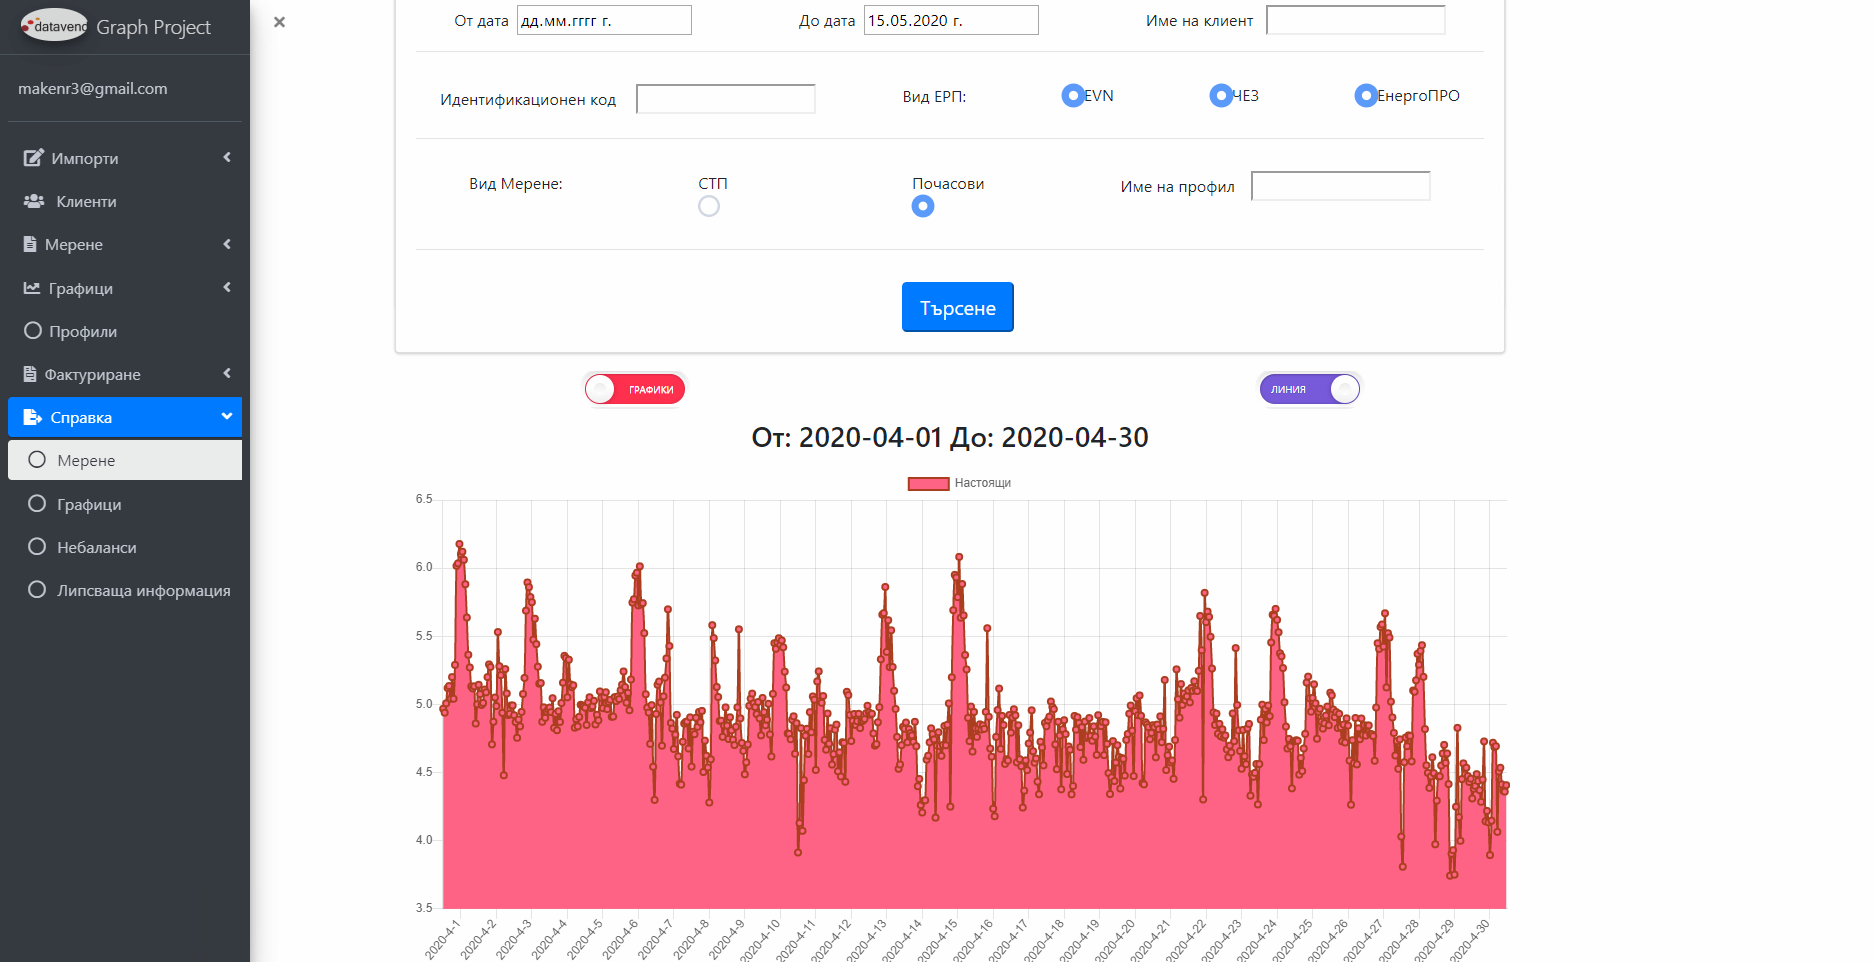 datavend Graph Project
makenr3@gmail.com
Импорти
Клиенти
Мерене
Графици
Профили
Фактуриране
Справка
Мерене
Графици
Небаланси
Липсваща информация
От дата дд.мм.гггг г. До дата 15.05.2020 г. Име на клиент
Идентификационен код Вид ЕРП: EVN ЧЕЗ ЕнергоПРО
Вид Мерене: СТП Почасови Име на профил
Търсене
ГРАФИКИ ЛИНИЯ
От: 2020-04-01 До: 2020-04-30
Настоящи
6.5
6.0
5.5
5.0
4.5
4.0
3.5
2020-4-1 2020-4-2 2020-4-3 2020-4-4 2020-4-5 2020-4-6 2020-4-7 2020-4-8 2020-4-9 2020-4-10 2020-4-11 2020-4-12 2020-4-13 2020-4-14 2020-4-15 2020-4-16 2020-4-17 2020-4-18 2020-4-19 2020-4-20 2020-4-21 2020-4-22 2020-4-23 2020-4-24 2020-4-25 2020-4-26 2020-4-27 2020-4-28 2020-4-29 2020-4-30